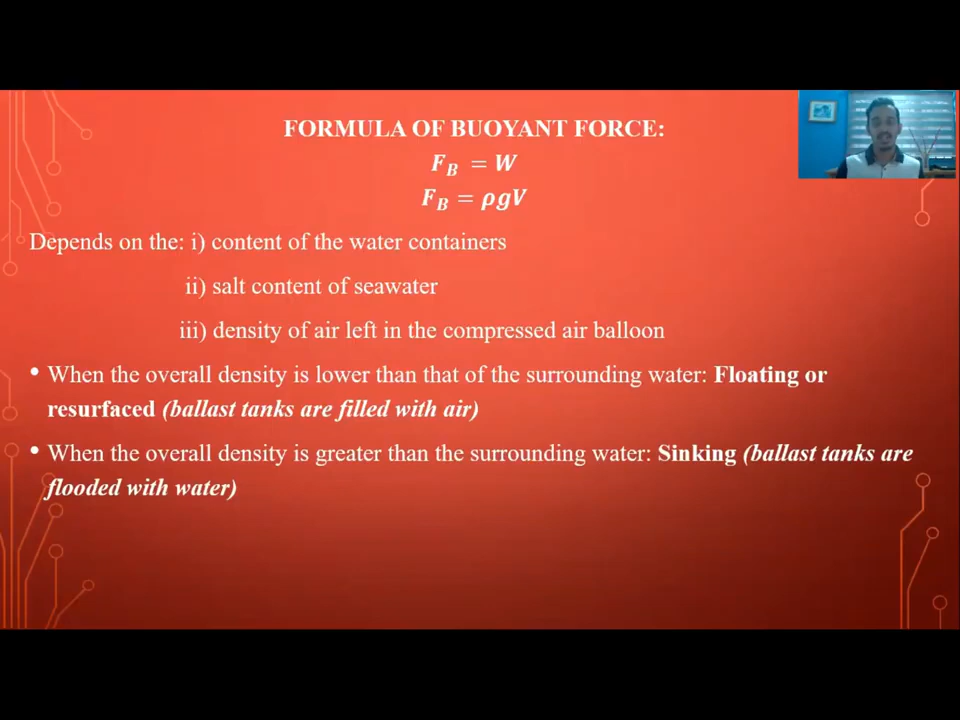 FORMULA OF BUOYANT FORCE:
F_B = W
F_B = ρgV
Depends on the: i) content of the water containers
ii) salt content of seawater
iii) density of air left in the compressed air balloon
• When the overall density is lower than that of the surrounding water: Floating or
resurfaced (ballast tanks are filled with air)
• When the overall density is greater than the surrounding water: Sinking (ballast tanks are
flooded with water)